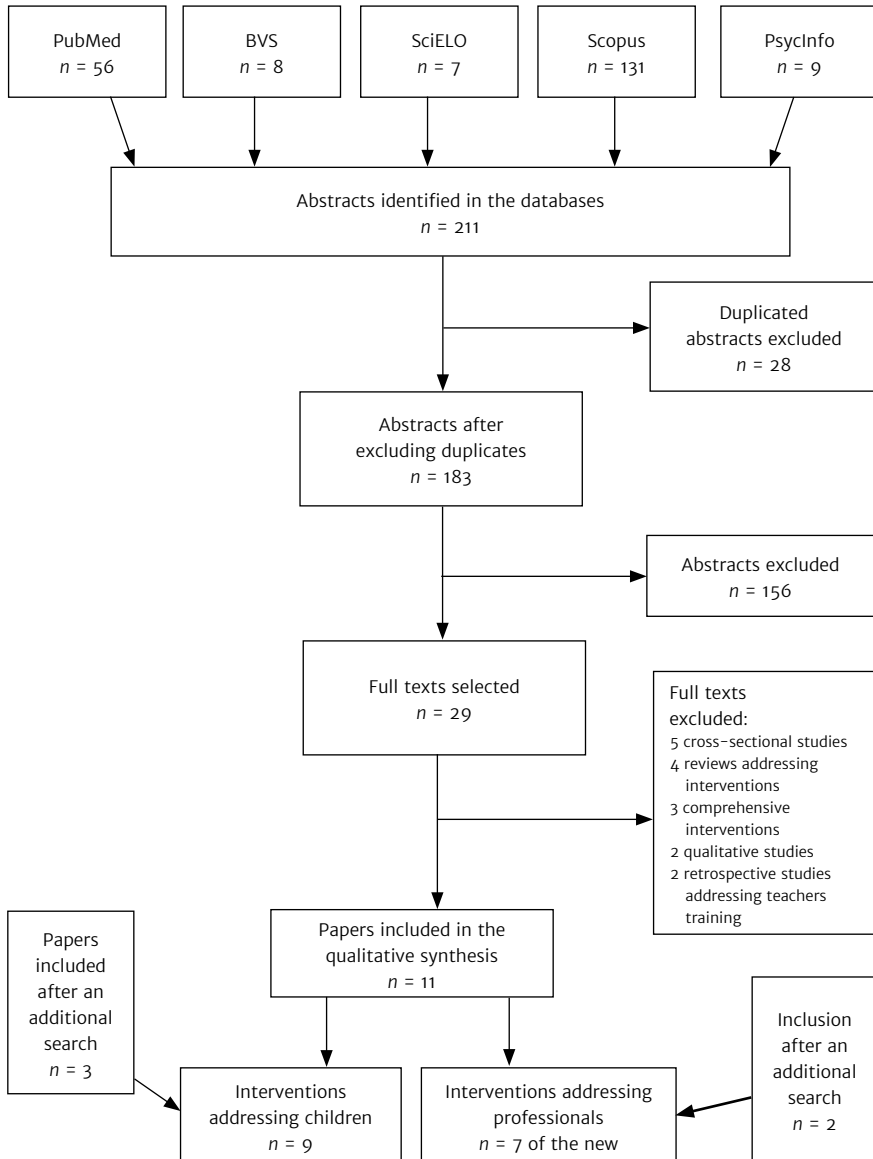 PubMed
n = 56
BVS
n = 8
SciELO
n = 7
Scopus
n = 131
PsycInfo
n = 9
Abstracts identified in the databases
n = 211
Duplicated
abstracts excluded
n = 28
Abstracts after
excluding duplicates
n = 183
Abstracts excluded
n = 156
Full texts selected
n = 29
Full texts
excluded:
5 cross-sectional studies
4 reviews addressing
interventions
3 comprehensive
interventions
2 qualitative studies
2 retrospective studies
addressing teachers
training
Papers included in the
qualitative synthesis
n = 11
Papers
included
after an
additional
search
n = 3
Inclusion
after an
additional
search
n = 2
Interventions
addressing children
n = 9
Interventions addressing
professionals
n = 7 of the new